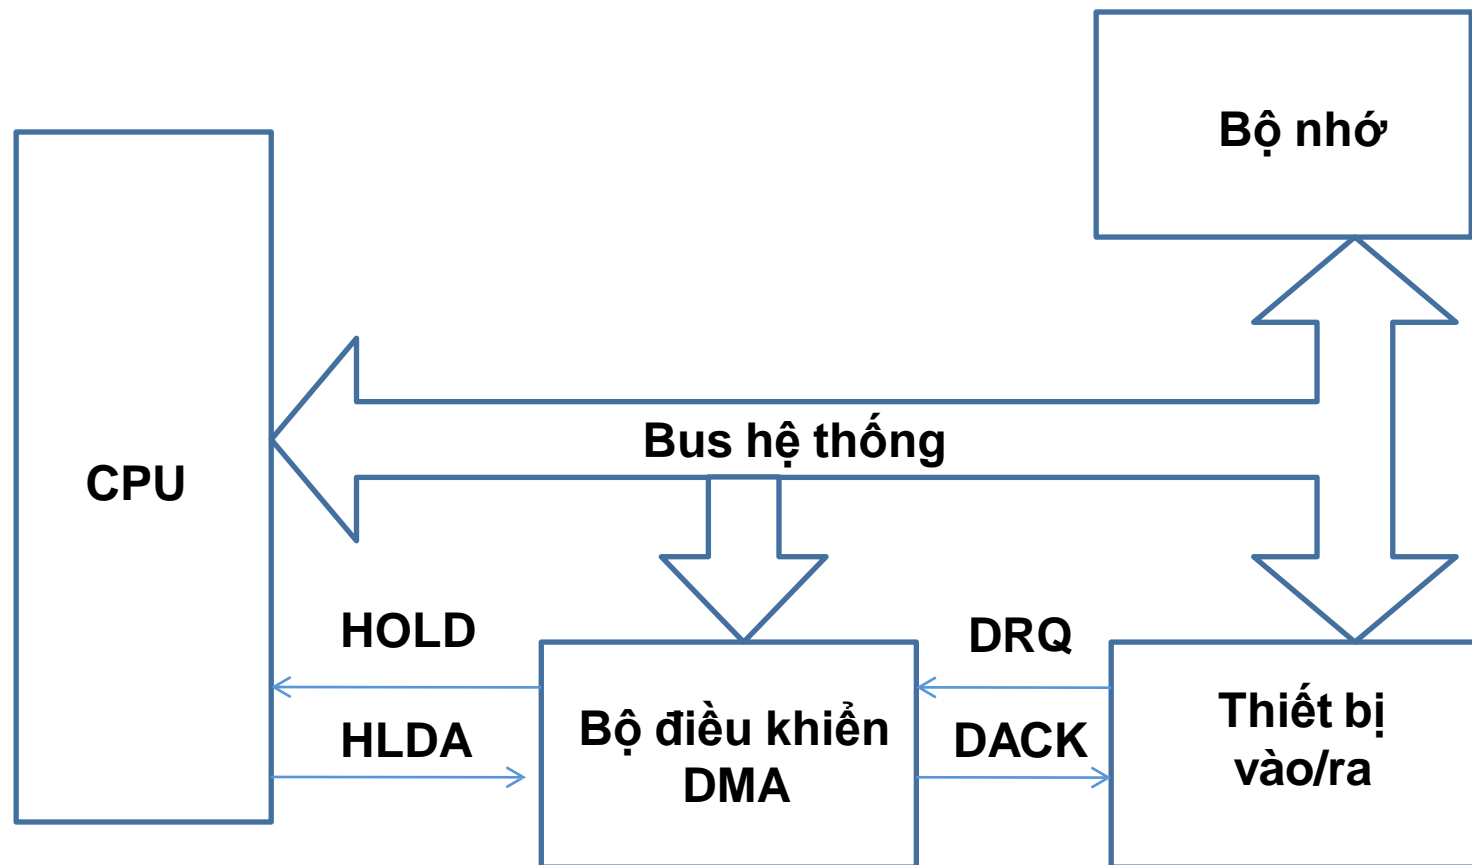 Bộ nhớ
Bus hệ thống
CPU
HOLD
DRQ
HLDA
Bộ điều khiển
DMA
DACK
Thiết bị
vào/ra